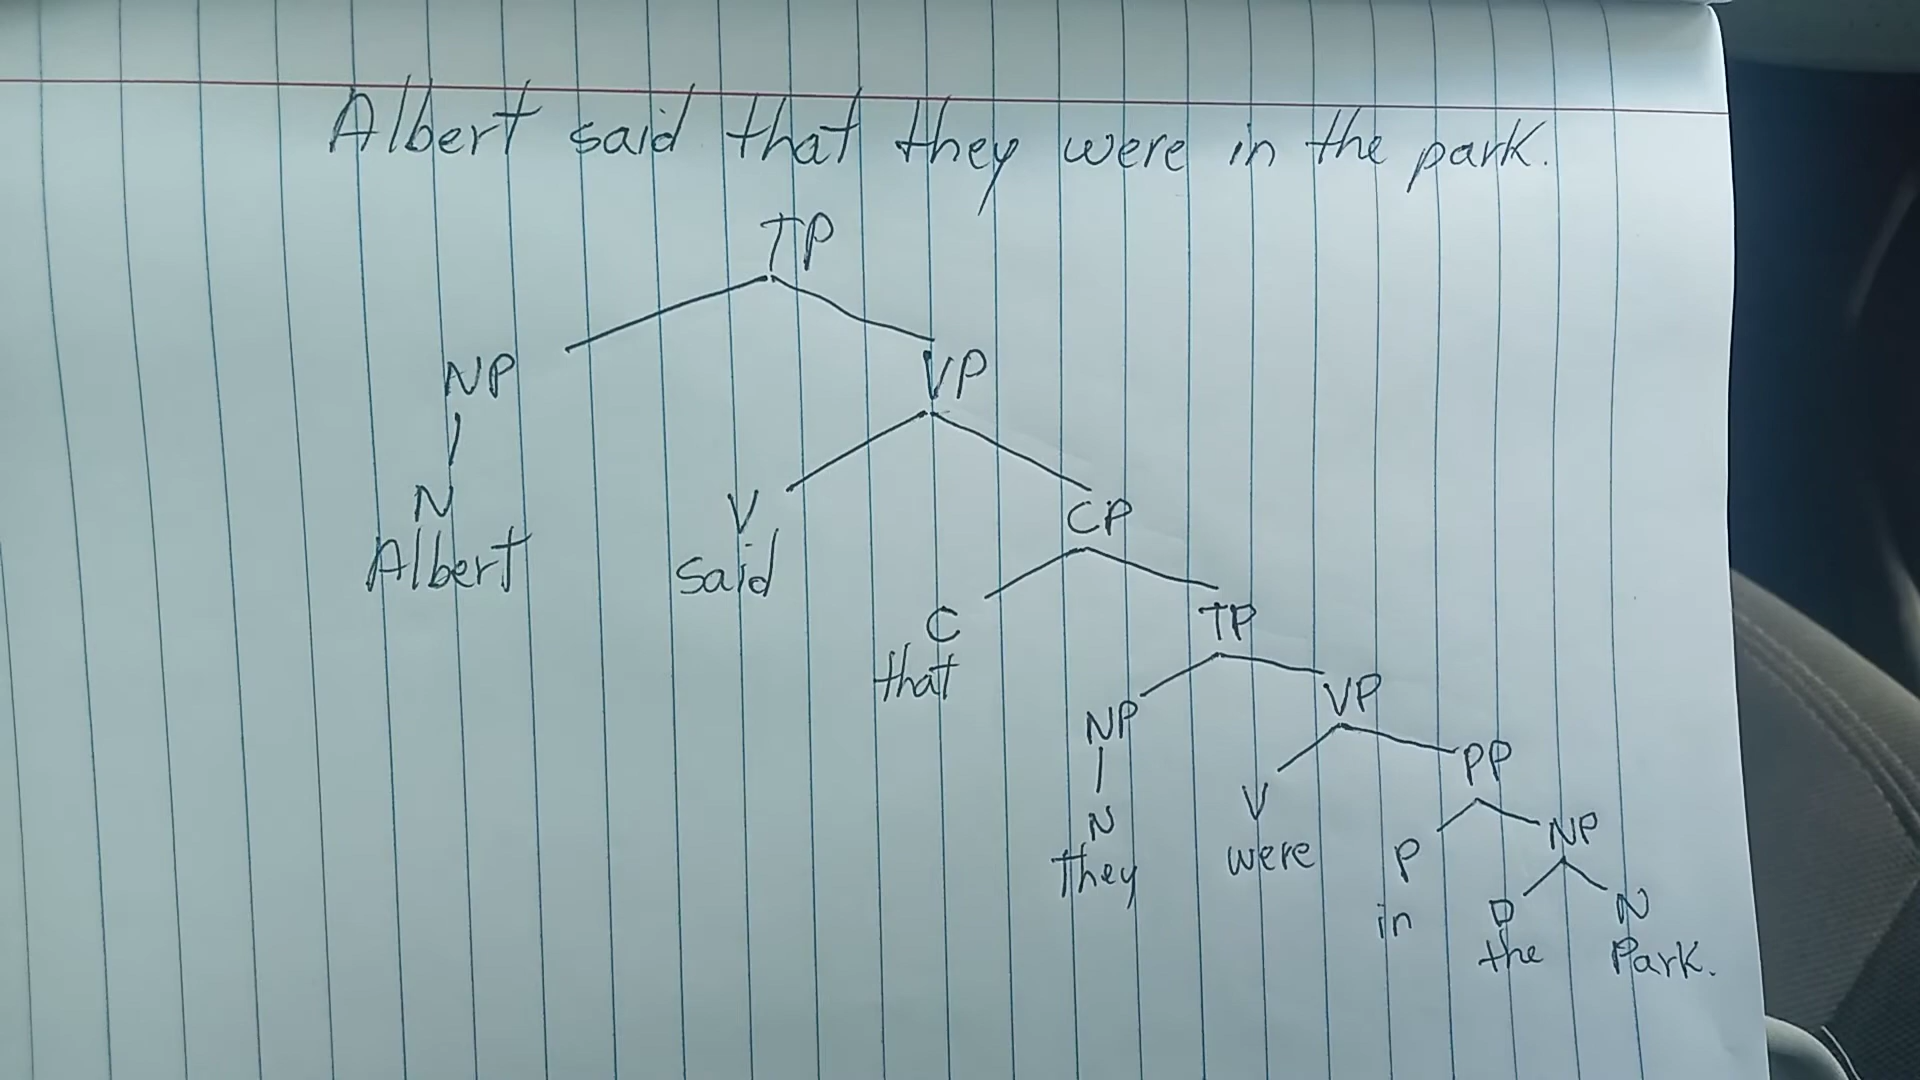 Albert said that they were in the park.
TP
NP VP
N V CP
Albert said
C TP
that
NP VP
N V PP
they were
P NP
in
D N
the Park.